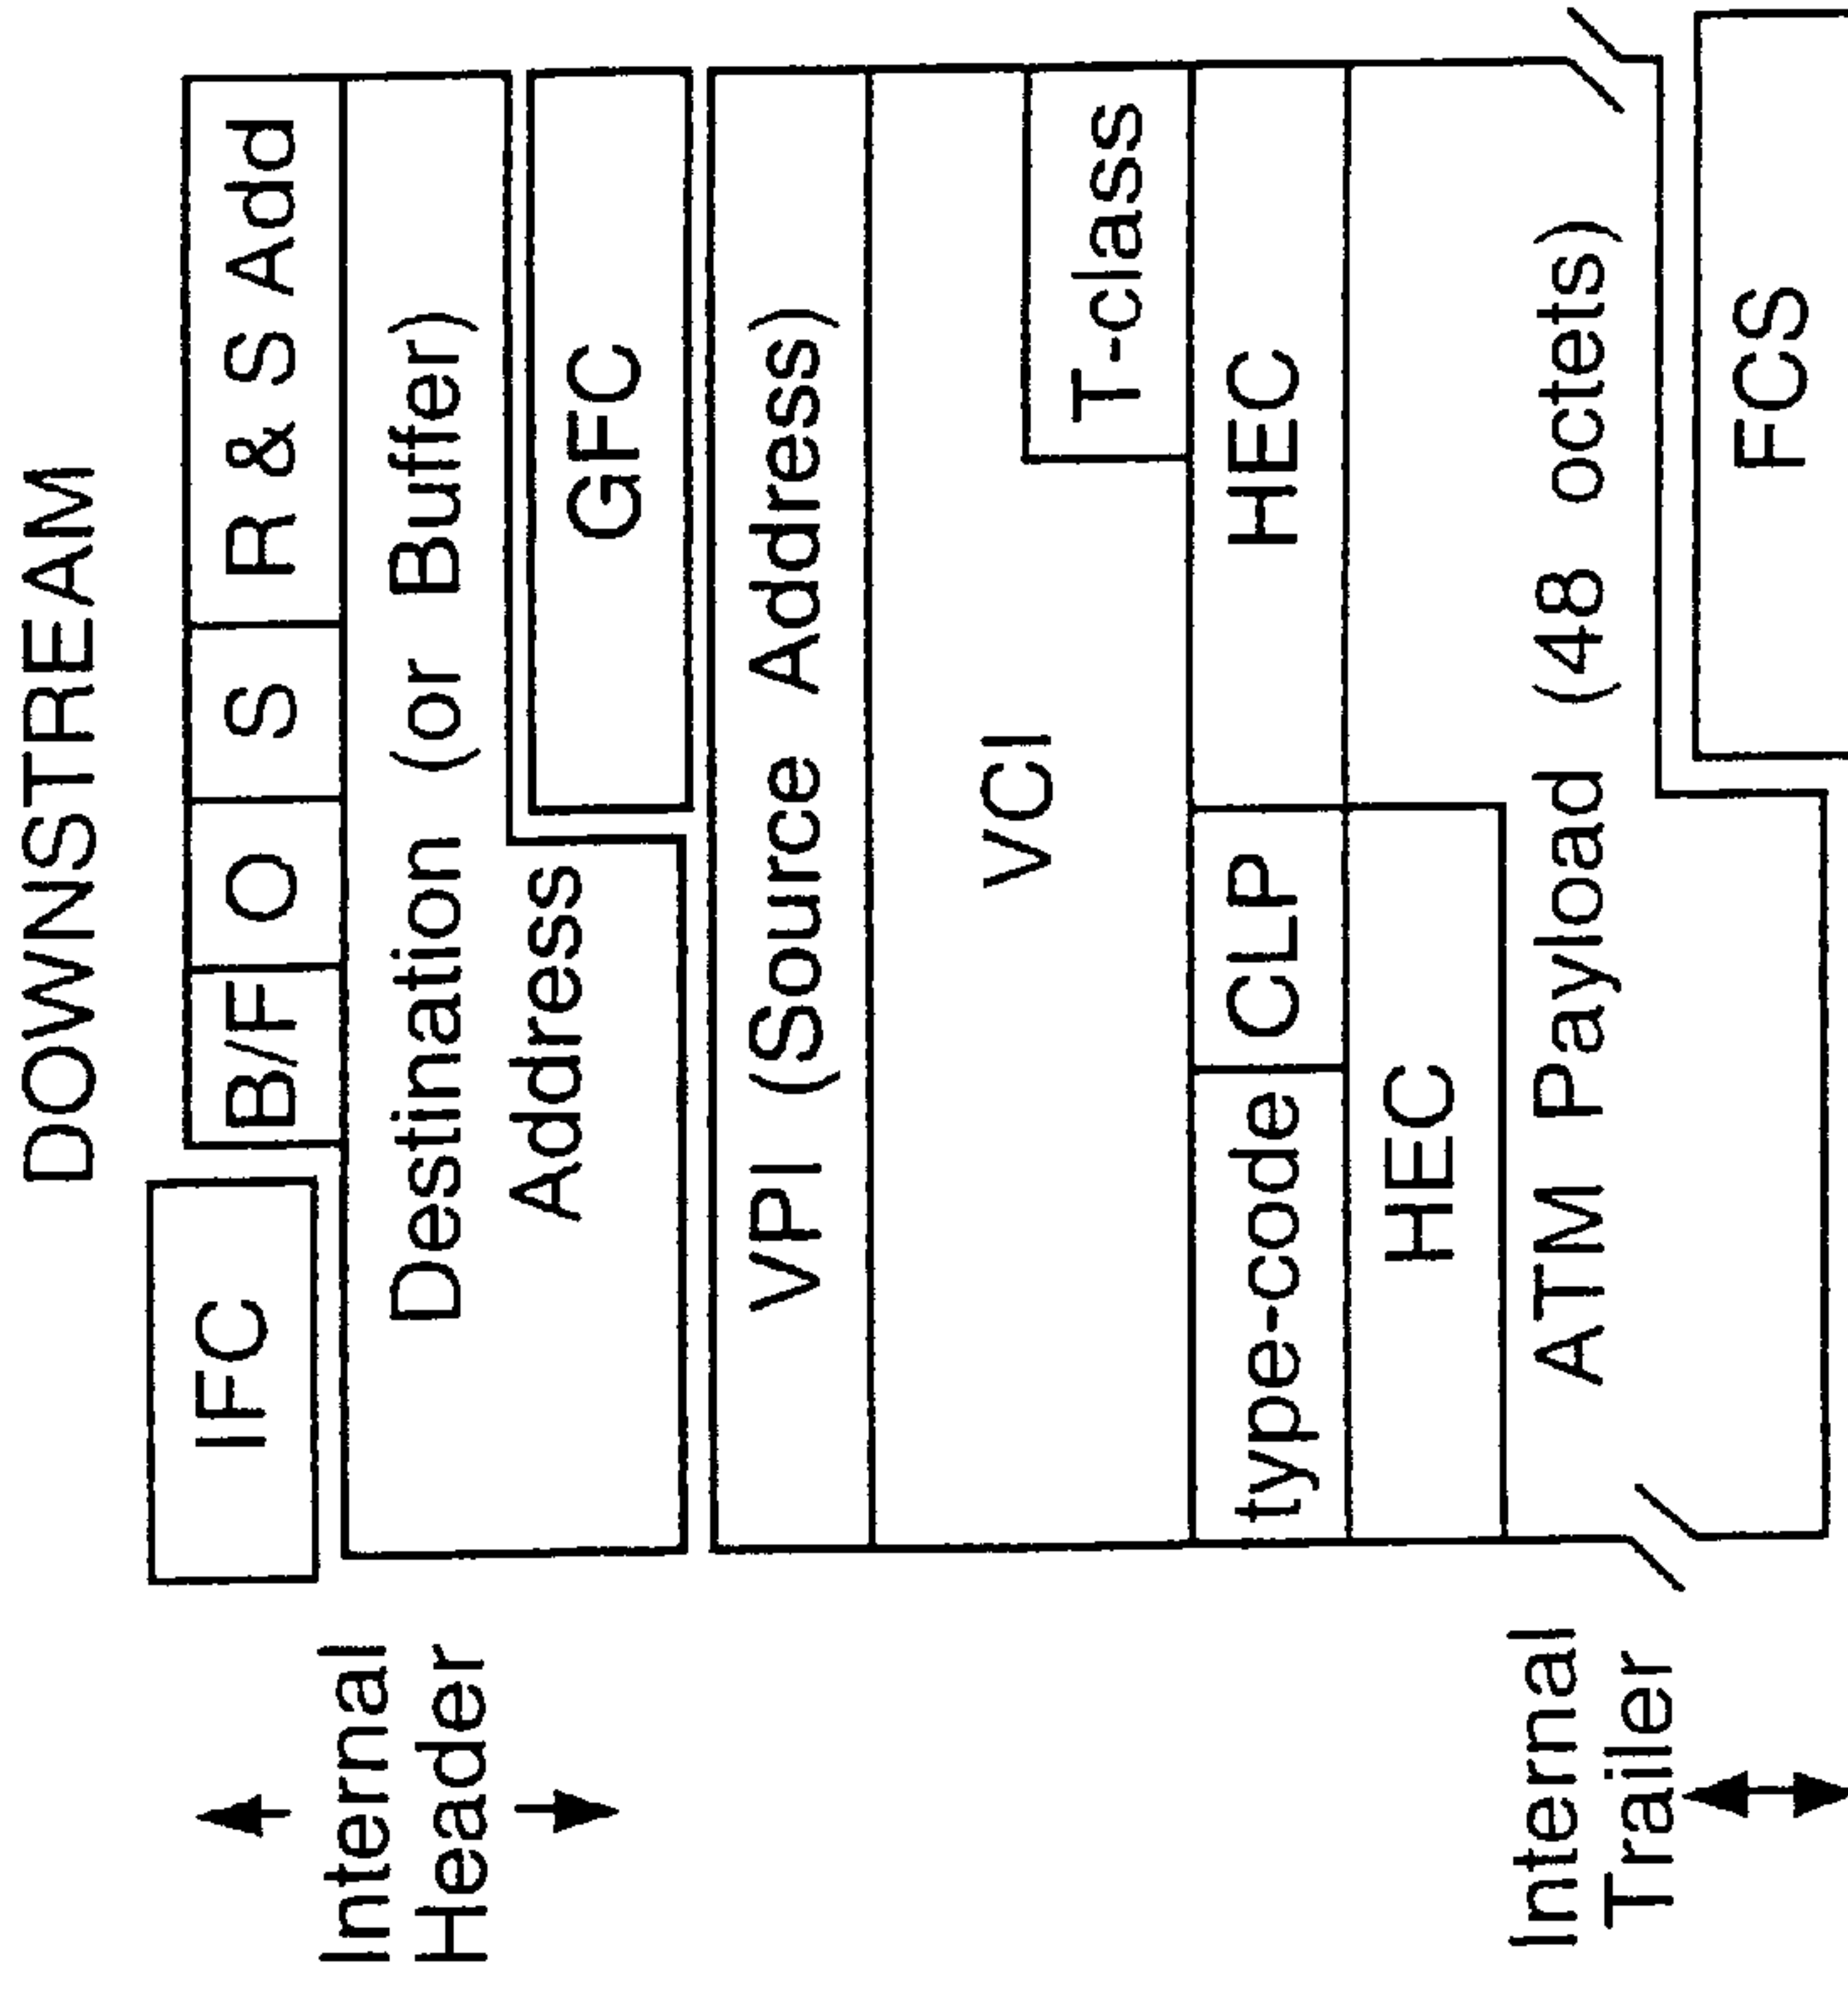 DOWNSTREAM
IFC
B/F O S R & S Add
Internal
Header
Destination (or Buffer)
Address
GFC
VPI (Source Address)
VCI
T-class
type-code CLP HEC
HEC
Internal
Trailer
ATM Payload (48 octets)
FCS